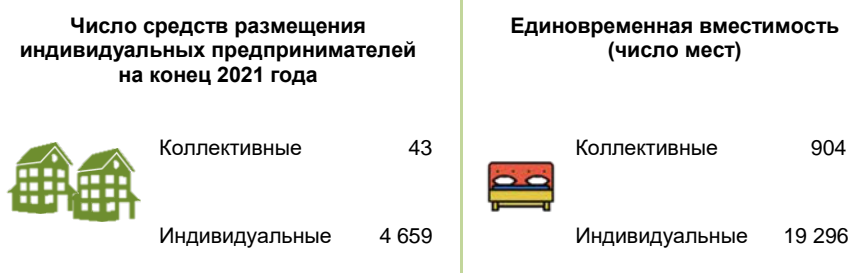 Число средств размещения
индивидуальных предпринимателей
на конец 2021 года
Коллективные 43
Индивидуальные 4 659
Единовременная вместимость
(число мест)
Коллективные 904
Индивидуальные 19 296